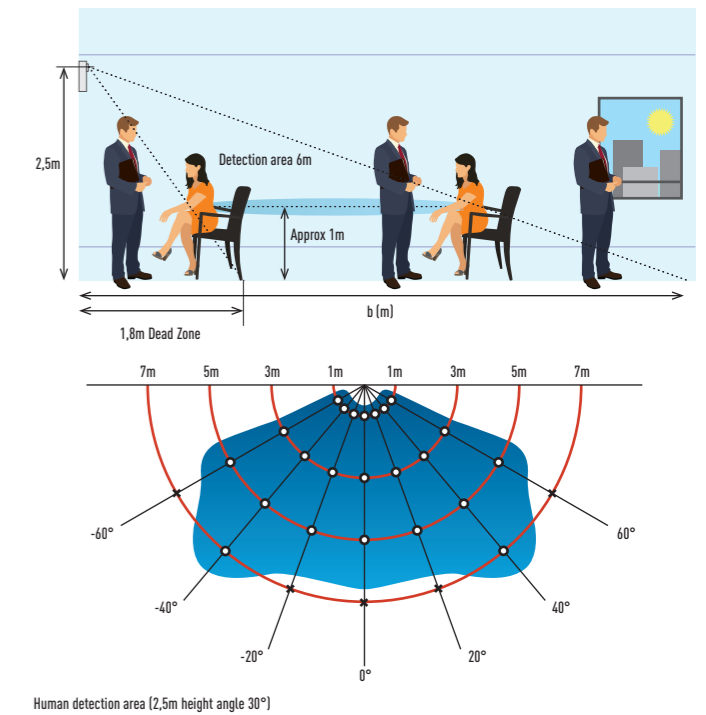 2,5m
Detection area 6m
Approx 1m
b (m)
1,8m Dead Zone
7m 5m 3m 1m 1m 3m 5m 7m
-60° 60°
-40° 40°
-20° 20°
0°
Human detection area (2,5m height angle 30°)